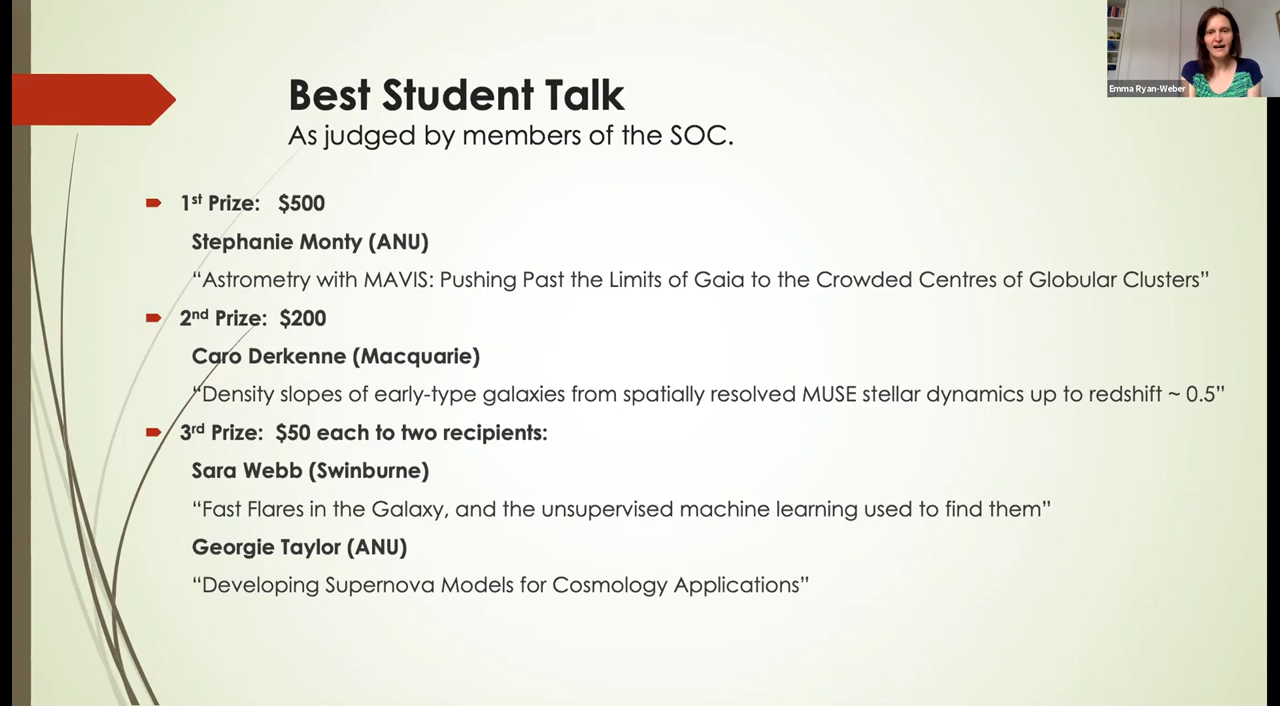 Emma Ryan-Weber
Best Student Talk
As judged by members of the SOC.
1st Prize: $500
Stephanie Monty (ANU)
“Astrometry with MAVIS: Pushing Past the Limits of Gaia to the Crowded Centres of Globular Clusters”
2nd Prize: $200
Caro Derkenne (Macquarie)
“Density slopes of early-type galaxies from spatially resolved MUSE stellar dynamics up to redshift ~ 0.5”
3rd Prize: $50 each to two recipients:
Sara Webb (Swinburne)
“Fast Flares in the Galaxy, and the unsupervised machine learning used to find them”
Georgie Taylor (ANU)
“Developing Supernova Models for Cosmology Applications”